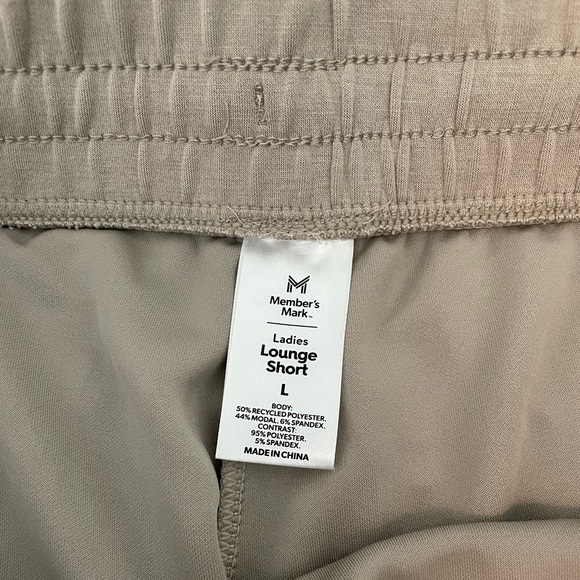 Member's
Mark™
Ladies
Lounge
Short
L
BODY:
50% RECYCLED POLYESTER.
44% MODAL, 6% SPANDEX.
CONTRAST:
95% POLYESTER.
5% SPANDEX.
MADE IN CHINA